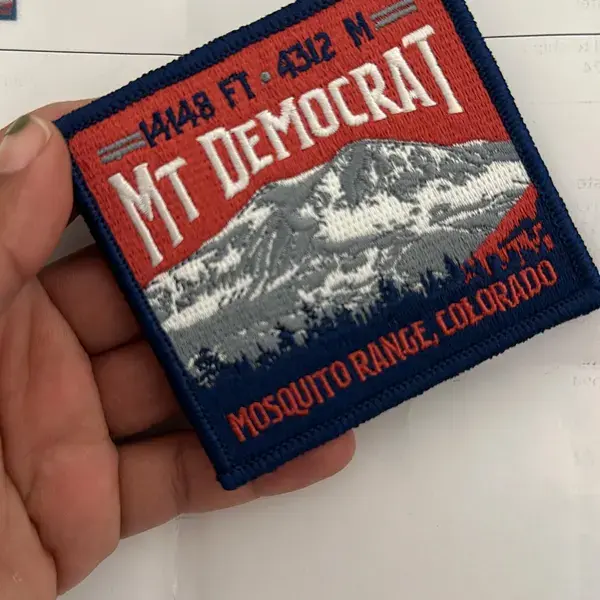 14148 FT • 4312 M
MT DEMOCRAT
MOSQUITO RANGE, COLORADO